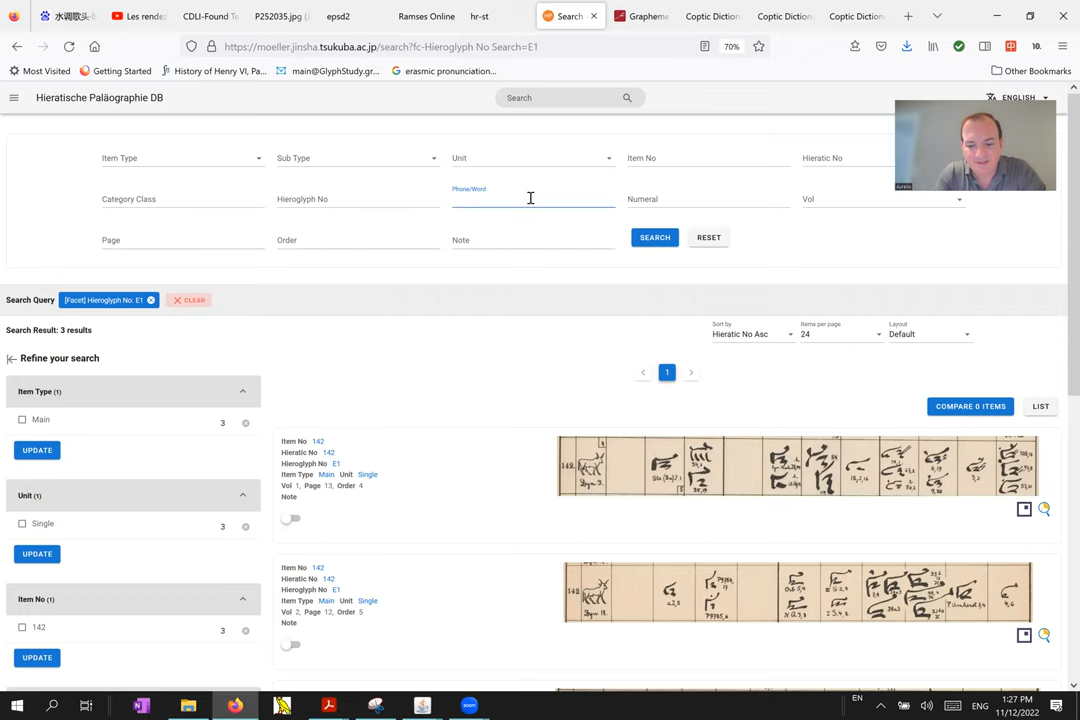 水调歌头-
Les rendez
CDLI-Found Te
P252035.jpg
epsd2
Ramses Online
hr-st
Search -
Grapheme
Coptic Diction
Coptic Diction
Coptic Diction
https://moeller.jinsha.tsukuba.ac.jp/search?fc-Hieroglyph No Search=E1
70%
Most Visited
Getting Started
History of Henry VI, Pa...
main@GlyphStudy.gr...
erasmic pronunciation...
Other Bookmarks
Hieratische Paläographie DB
Search
ENGLISH
Item Type
Sub Type
Unit
Item No
Hieratic No
Category Class
Hieroglyph No
Phone/Word
Numeral
Vol
Page
Order
Note
SEARCH
RESET
Search Query
[Facet] Hieroglyph No: E1
CLEAR
Search Result: 3 results
Sort by
Hieratic No Asc
Items per page
24
Layout
Default
Refine your search
1
COMPARE 0 ITEMS
LIST
Item Type (1)
Main
3
UPDATE
Unit (1)
Single
3
UPDATE
Item No (1)
142
3
UPDATE
Item No 142
Hieratic No 142
Hieroglyph No E1
Item Type Main Unit Single
Vol 1, Page 13, Order 4
Note
142.
Item No 142
Hieratic No 142
Hieroglyph No E1
Item Type Main Unit Single
Vol 2, Page 12, Order 5
Note
142
Aurelio
EN
ENG
1:27 PM
11/12/2022